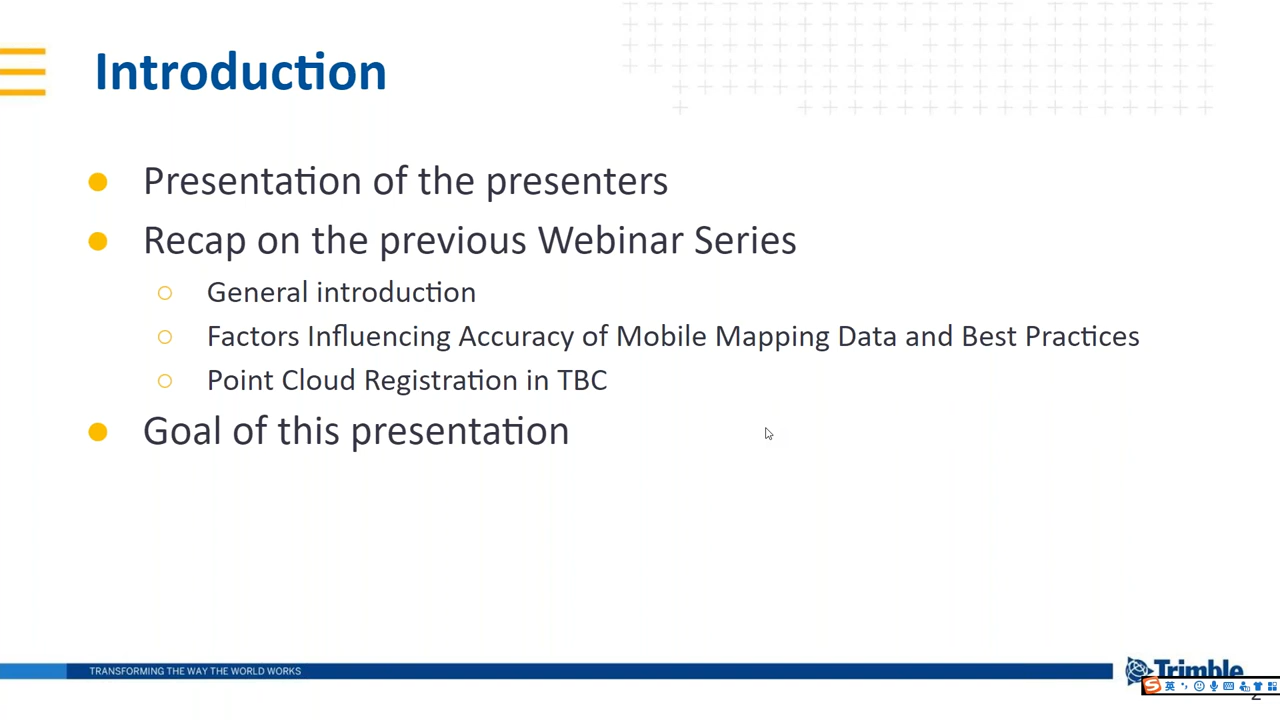 Introduction
Presentation of the presenters
Recap on the previous Webinar Series
General introduction
Factors Influencing Accuracy of Mobile Mapping Data and Best Practices
Point Cloud Registration in TBC
Goal of this presentation
TRANSFORMING THE WAY THE WORLD WORKS
Trimble
英
2